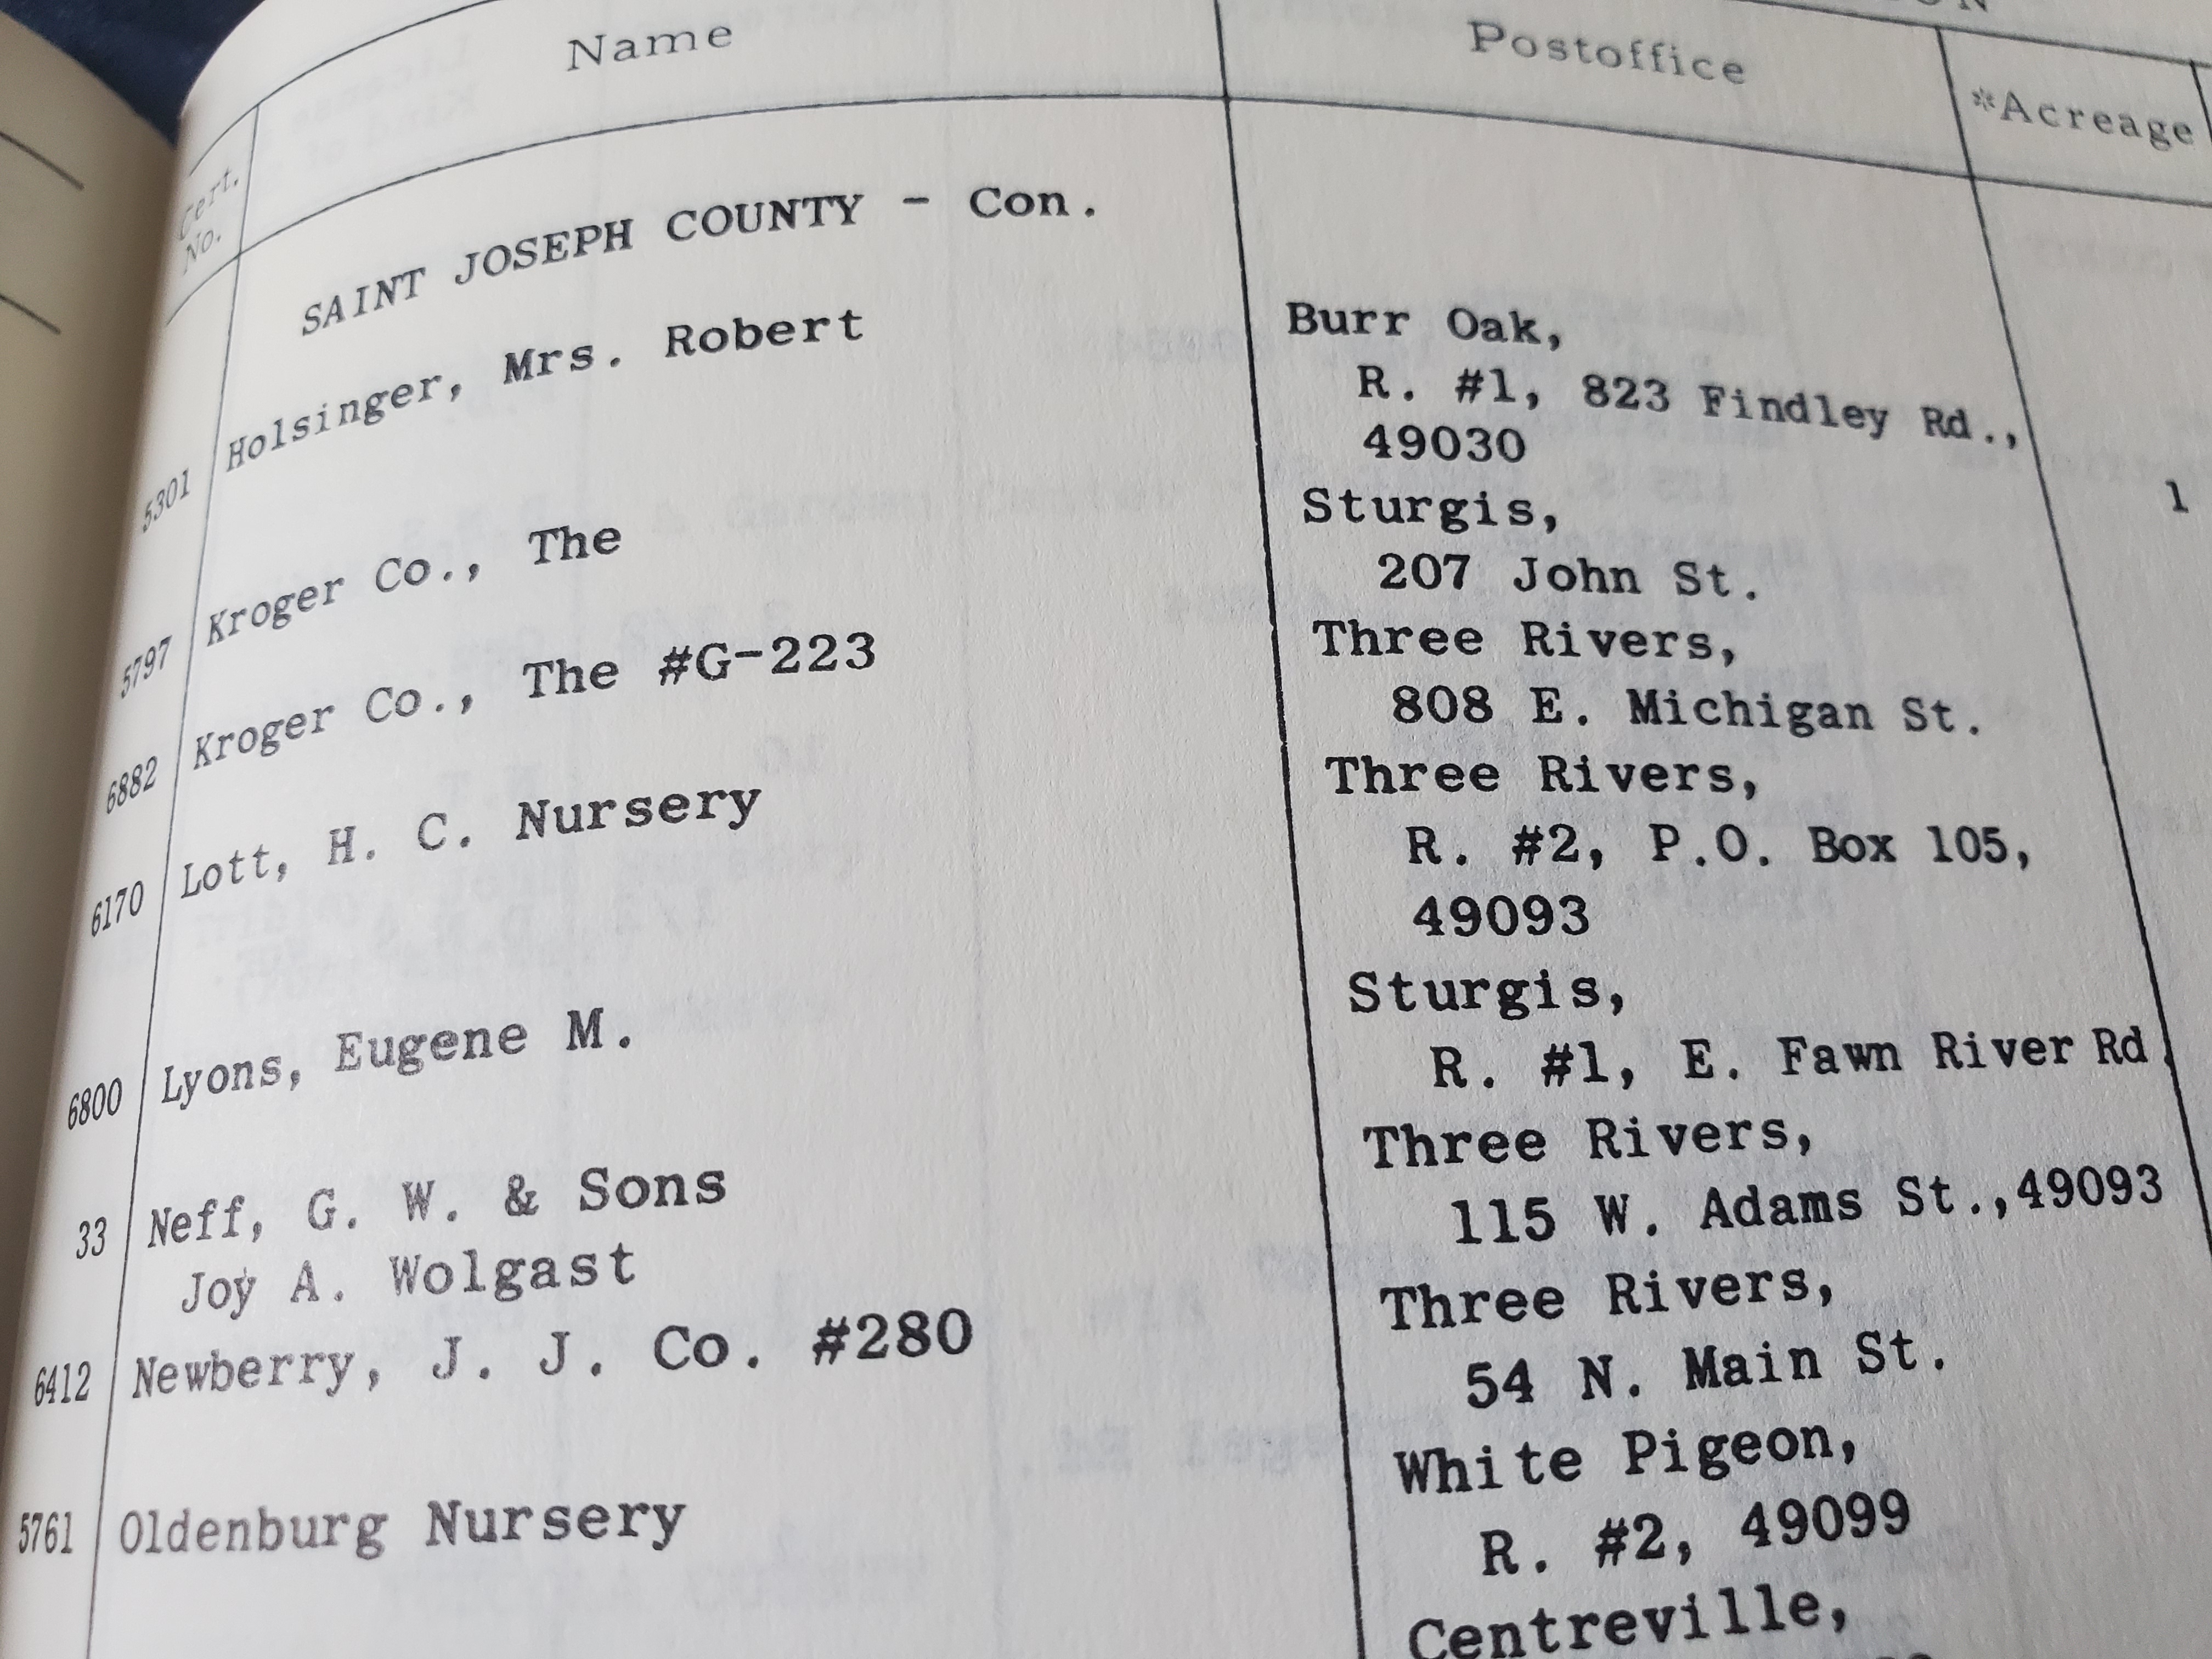 Name Postoffice *Acreage
Cert.
No.
SAINT JOSEPH COUNTY - Con.
5301 Holsinger, Mrs. Robert Burr Oak,
R. #1, 823 Findley Rd.,
49030 1
5797 Kroger Co., The Sturgis,
207 John St.
6882 Kroger Co., The #G-223 Three Rivers,
808 E. Michigan St.
6170 Lott, H. C. Nursery Three Rivers,
R. #2, P.O. Box 105,
49093
6800 Lyons, Eugene M. Sturgis,
R. #1, E. Fawn River Rd.
33 Neff, G. W. & Sons Three Rivers,
Joy A. Wolgast 115 W. Adams St.,49093
6412 Newberry, J. J. Co. #280 Three Rivers,
54 N. Main St.
5761 Oldenburg Nursery White Pigeon,
R. #2, 49099
Centreville,